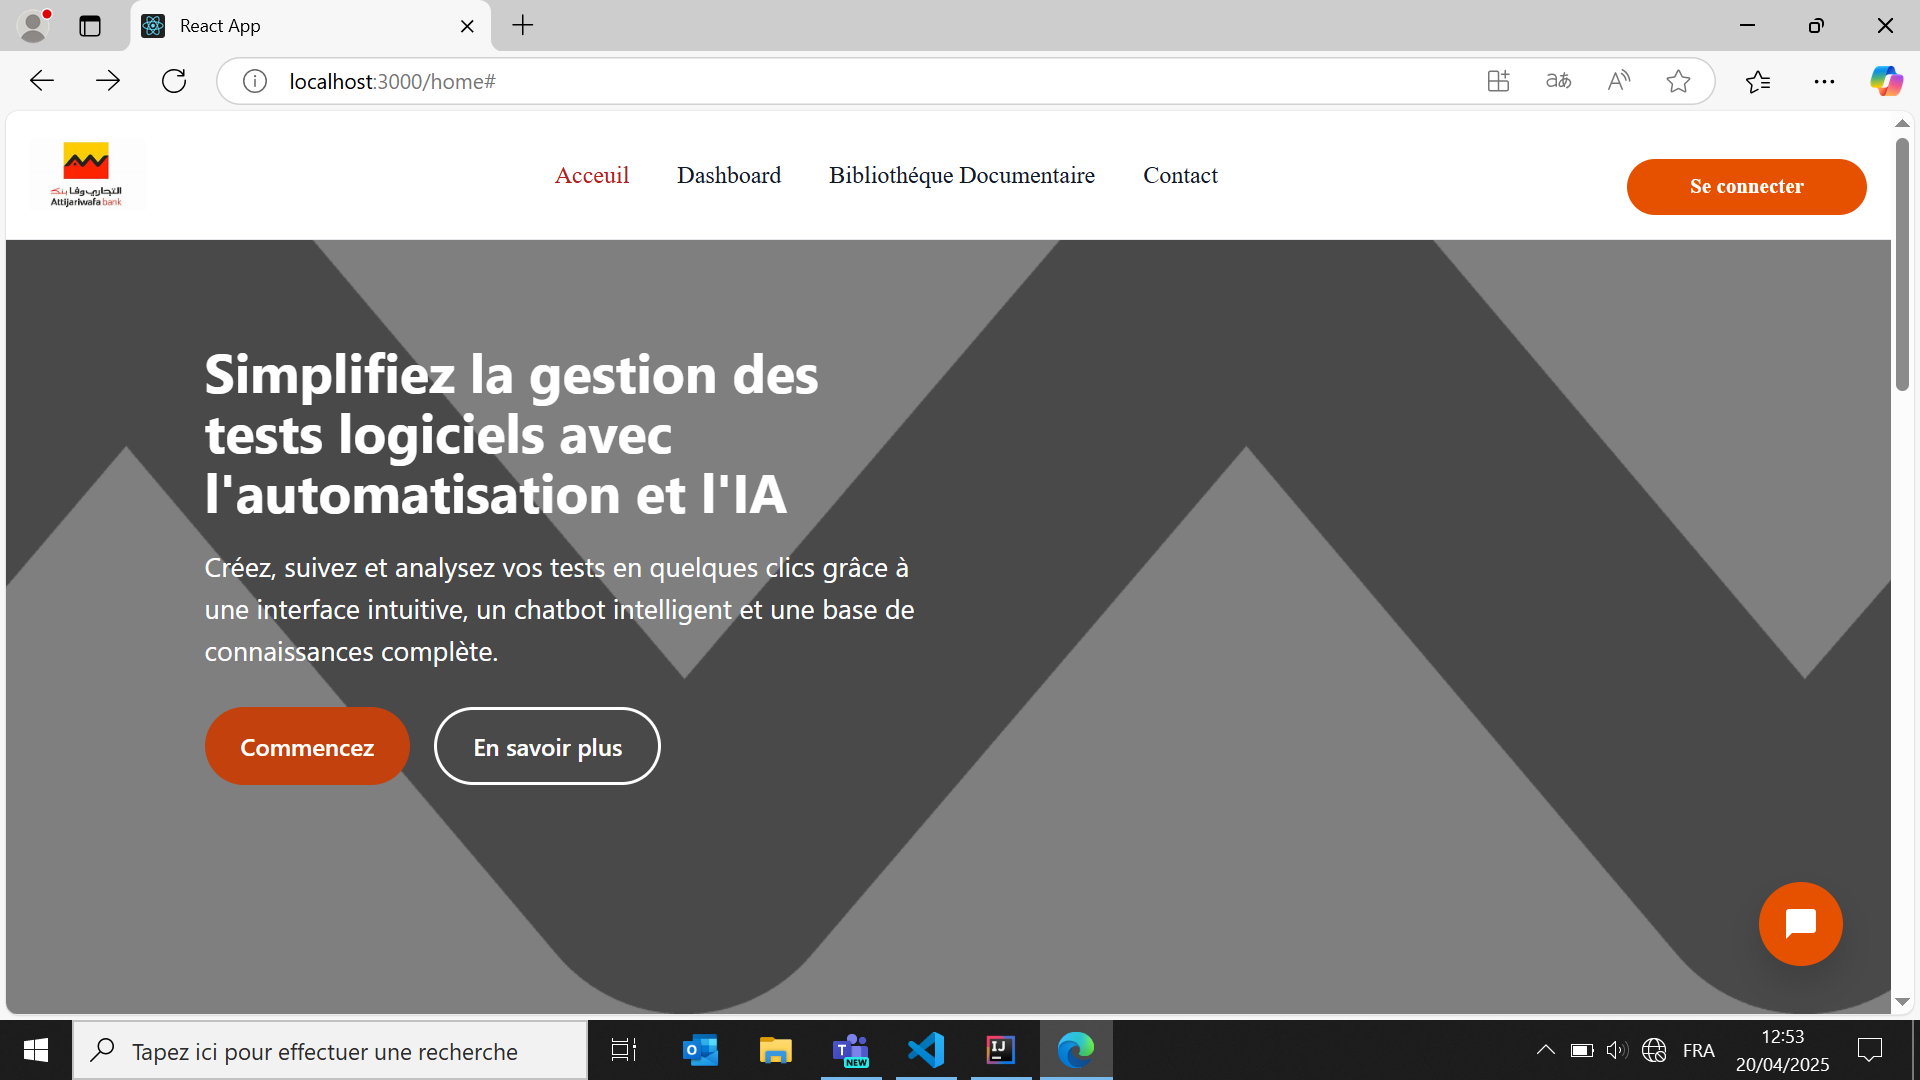 React App
localhost:3000/home#
التجاري وفا بنك
Attijariwafa bank
Acceuil
Dashboard
Bibliothéque Documentaire
Contact
Se connecter
Simplifiez la gestion des
tests logiciels avec
l'automatisation et l'IA
Créez, suivez et analysez vos tests en quelques clics grâce à
une interface intuitive, un chatbot intelligent et une base de
connaissances complète.
Commencez
En savoir plus
Tapez ici pour effectuer une recherche
NEW
FRA
12:53
20/04/2025